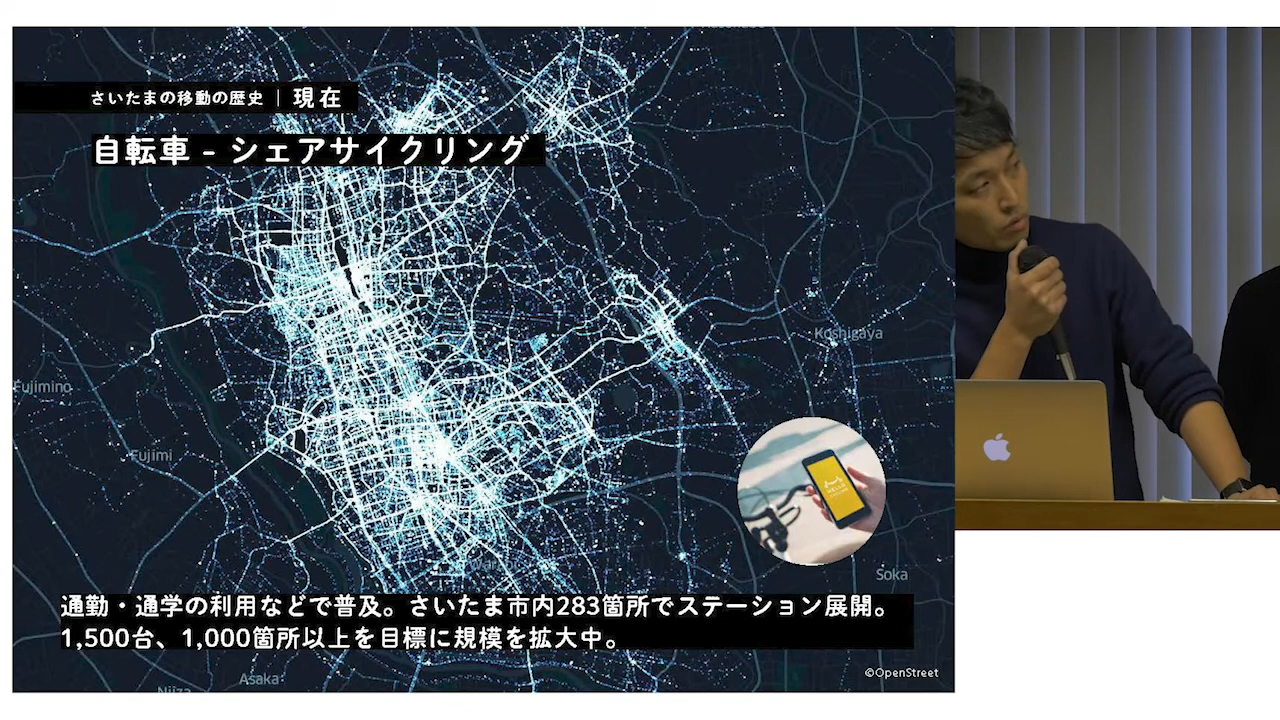 さいたまの移動の歴史 | 現在
自転車 - シェアサイクリング
Koshigaya
Fujimino
Fujimi
Soka
通勤・通学の利用などで普及。さいたま市内283箇所でステーション展開。
1,500台、1,000箇所以上を目標に規模を拡大中。
©OpenStreet
Asaka
Niiza